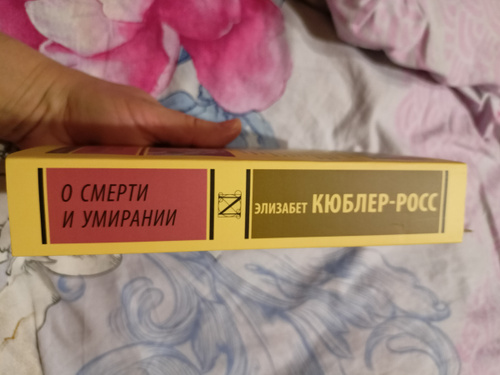 О СМЕРТИ
И УМИРАНИИ
ЭЛИЗАБЕТ КЮБЛЕР-РОСС